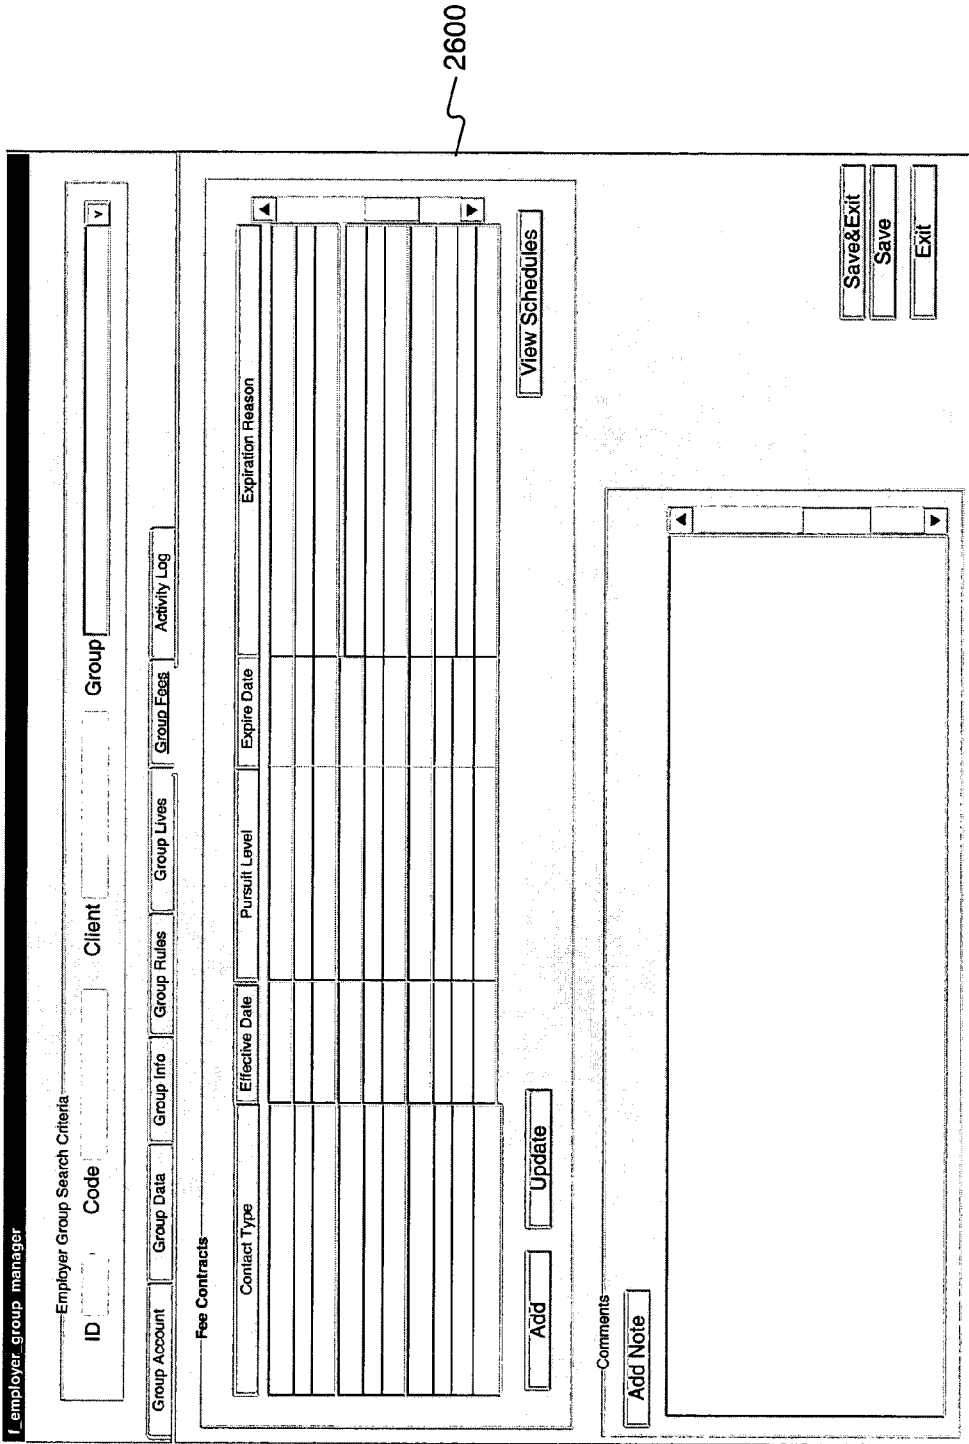 f_employer_group_manager
Employer Group Search Criteria
ID Code Client Group v
Group Account Group Data Group Info Group Rules Group Lives Group Fees Activity Log
Fee Contracts
Contact Type Effective Date Pursuit Level Expire Date Expiration Reason
Add Update View Schedules
Comments
Add Note
Save&Exit
Save
Exit
2600